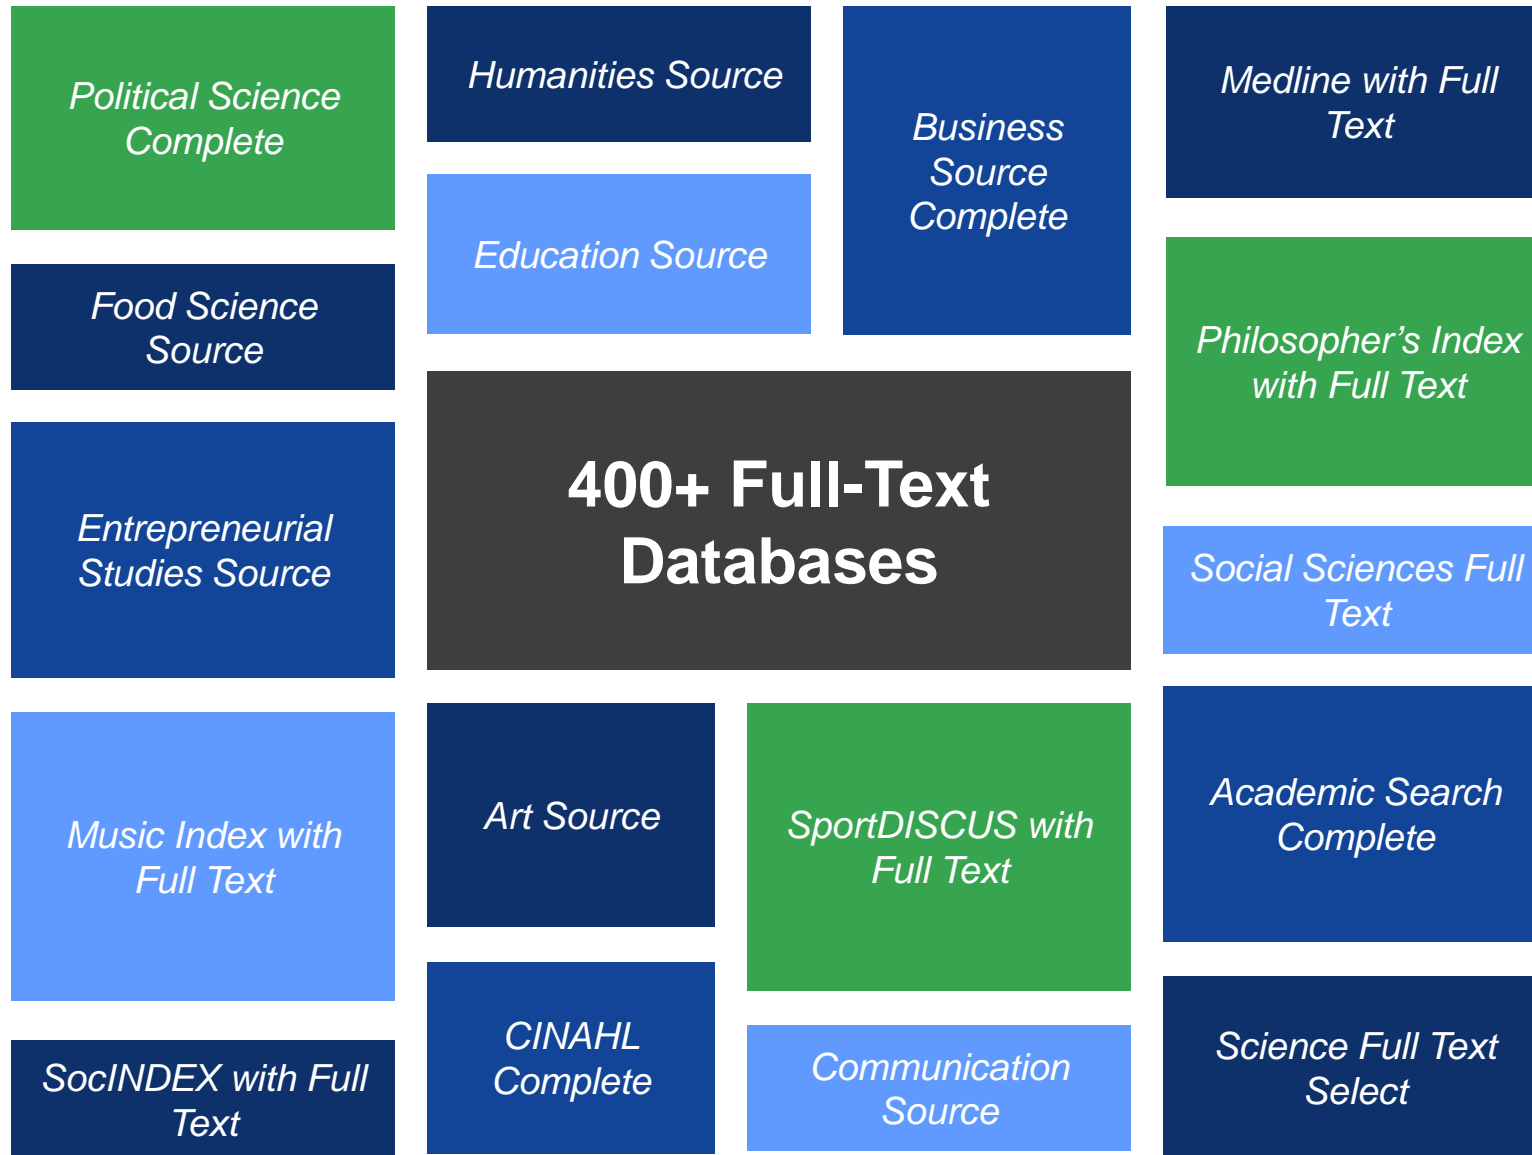 Political Science
Complete
Humanities Source
Business
Source
Complete
Medline with Full
Text
Education Source
Food Science
Source
Philosopher’s Index
with Full Text
400+ Full-Text
Databases
Entrepreneurial
Studies Source
Social Sciences Full
Text
Music Index with
Full Text
Art Source
SportDISCUS with
Full Text
Academic Search
Complete
CINAHL
Complete
Communication
Source
Science Full Text
Select
SocINDEX with Full
Text